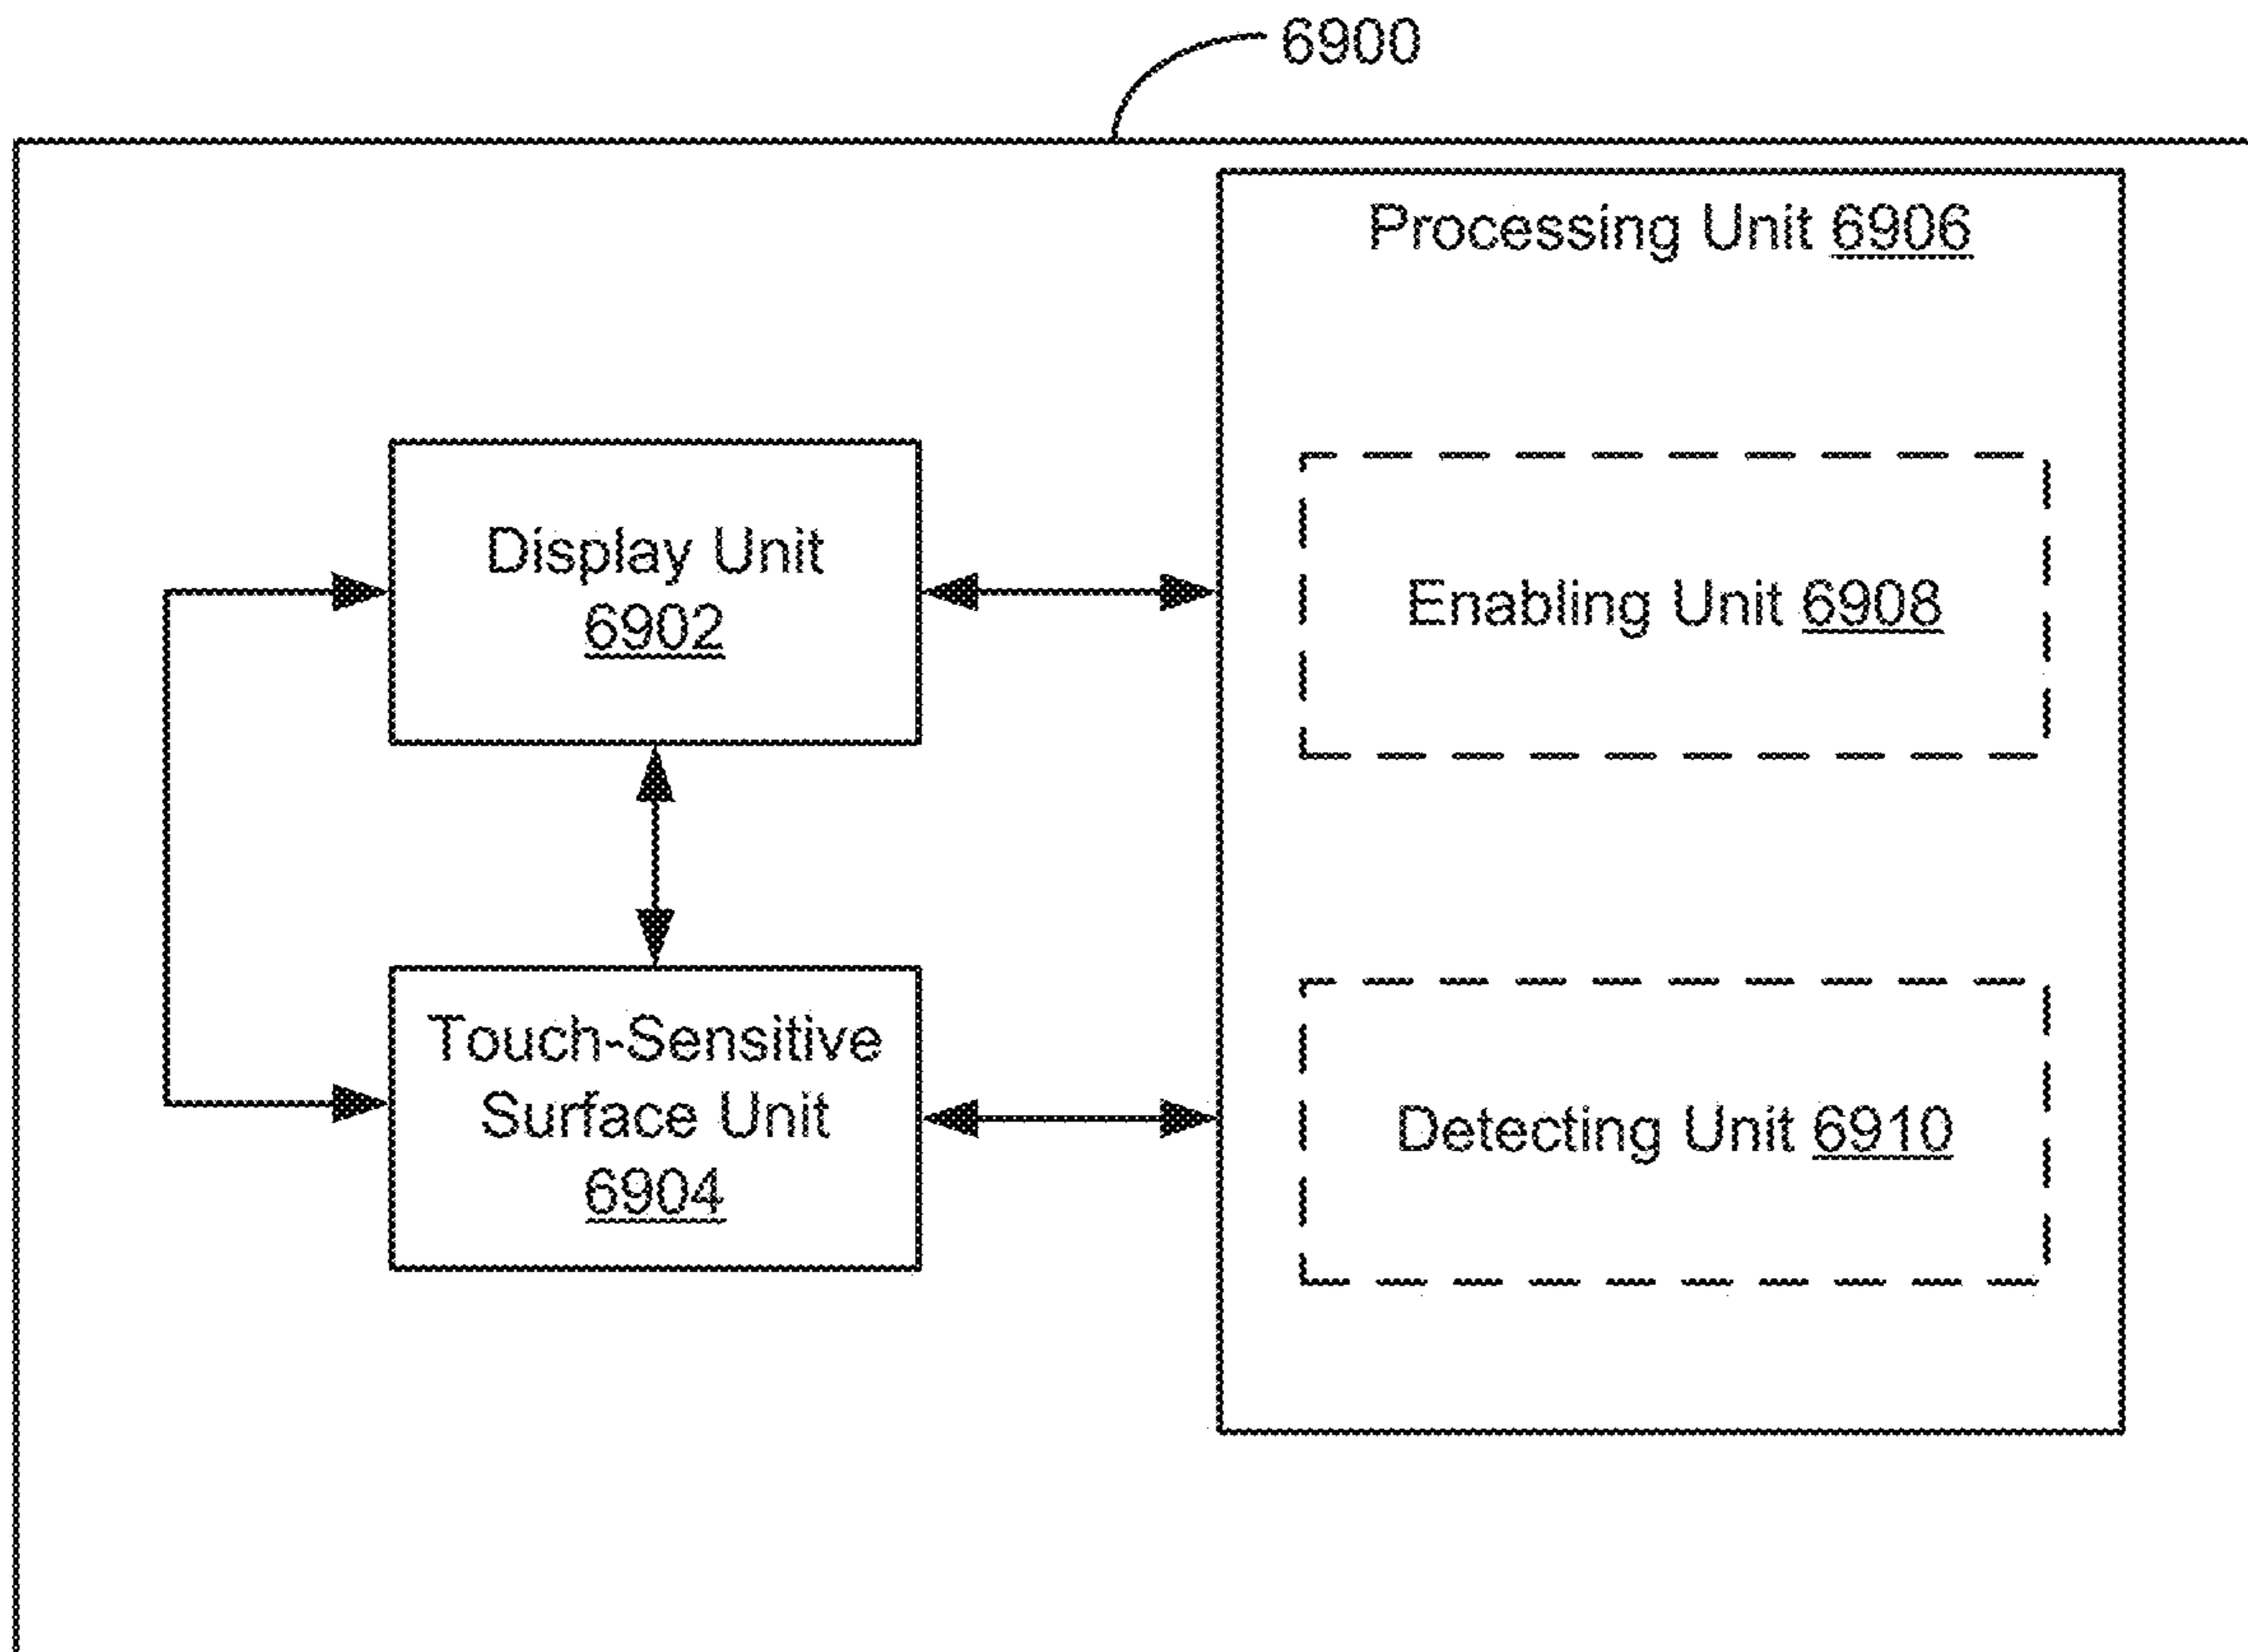 6900
Processing Unit 6906
Display Unit
6902
Enabling Unit 6908
Touch-Sensitive
Surface Unit
6904
Detecting Unit 6910